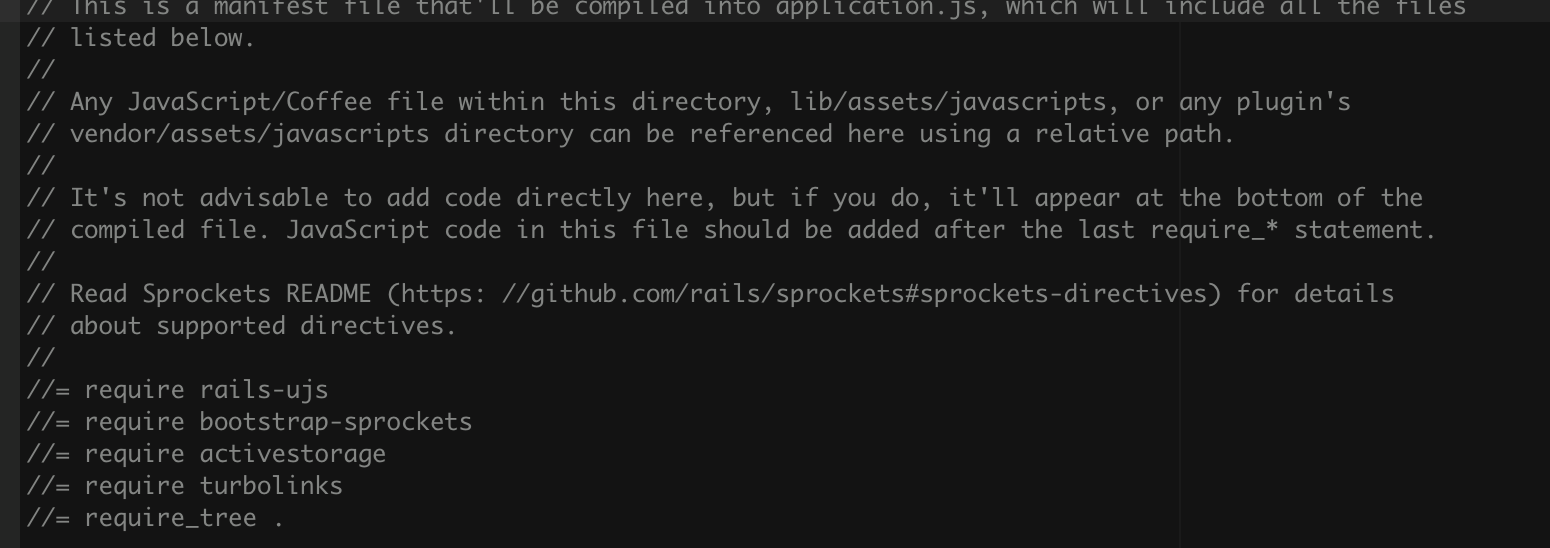 // This is a manifest file that'll be compiled into application.js, which will include all the files
// listed below.
//
// Any JavaScript/Coffee file within this directory, lib/assets/javascripts, or any plugin's
// vendor/assets/javascripts directory can be referenced here using a relative path.
//
// It's not advisable to add code directly here, but if you do, it'll appear at the bottom of the
// compiled file. JavaScript code in this file should be added after the last require_* statement.
//
// Read Sprockets README (https: //github.com/rails/sprockets#sprockets-directives) for details
// about supported directives.
//
//= require rails-ujs
//= require bootstrap-sprockets
//= require activestorage
//= require turbolinks
//= require_tree .